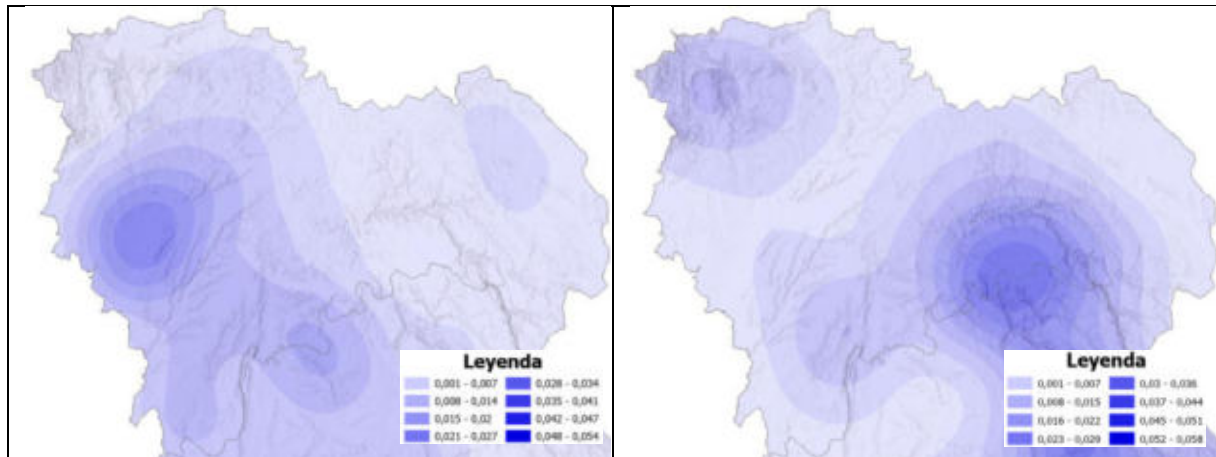 Leyenda
0,001 - 0,007 0,028 - 0,034
0,008 - 0,014 0,035 - 0,041
0,015 - 0,02 0,042 - 0,047
0,021 - 0,027 0,048 - 0,054
Leyenda
0,001 - 0,007 0,03 - 0,036
0,008 - 0,015 0,037 - 0,044
0,016 - 0,022 0,045 - 0,051
0,023 - 0,029 0,052 - 0,058